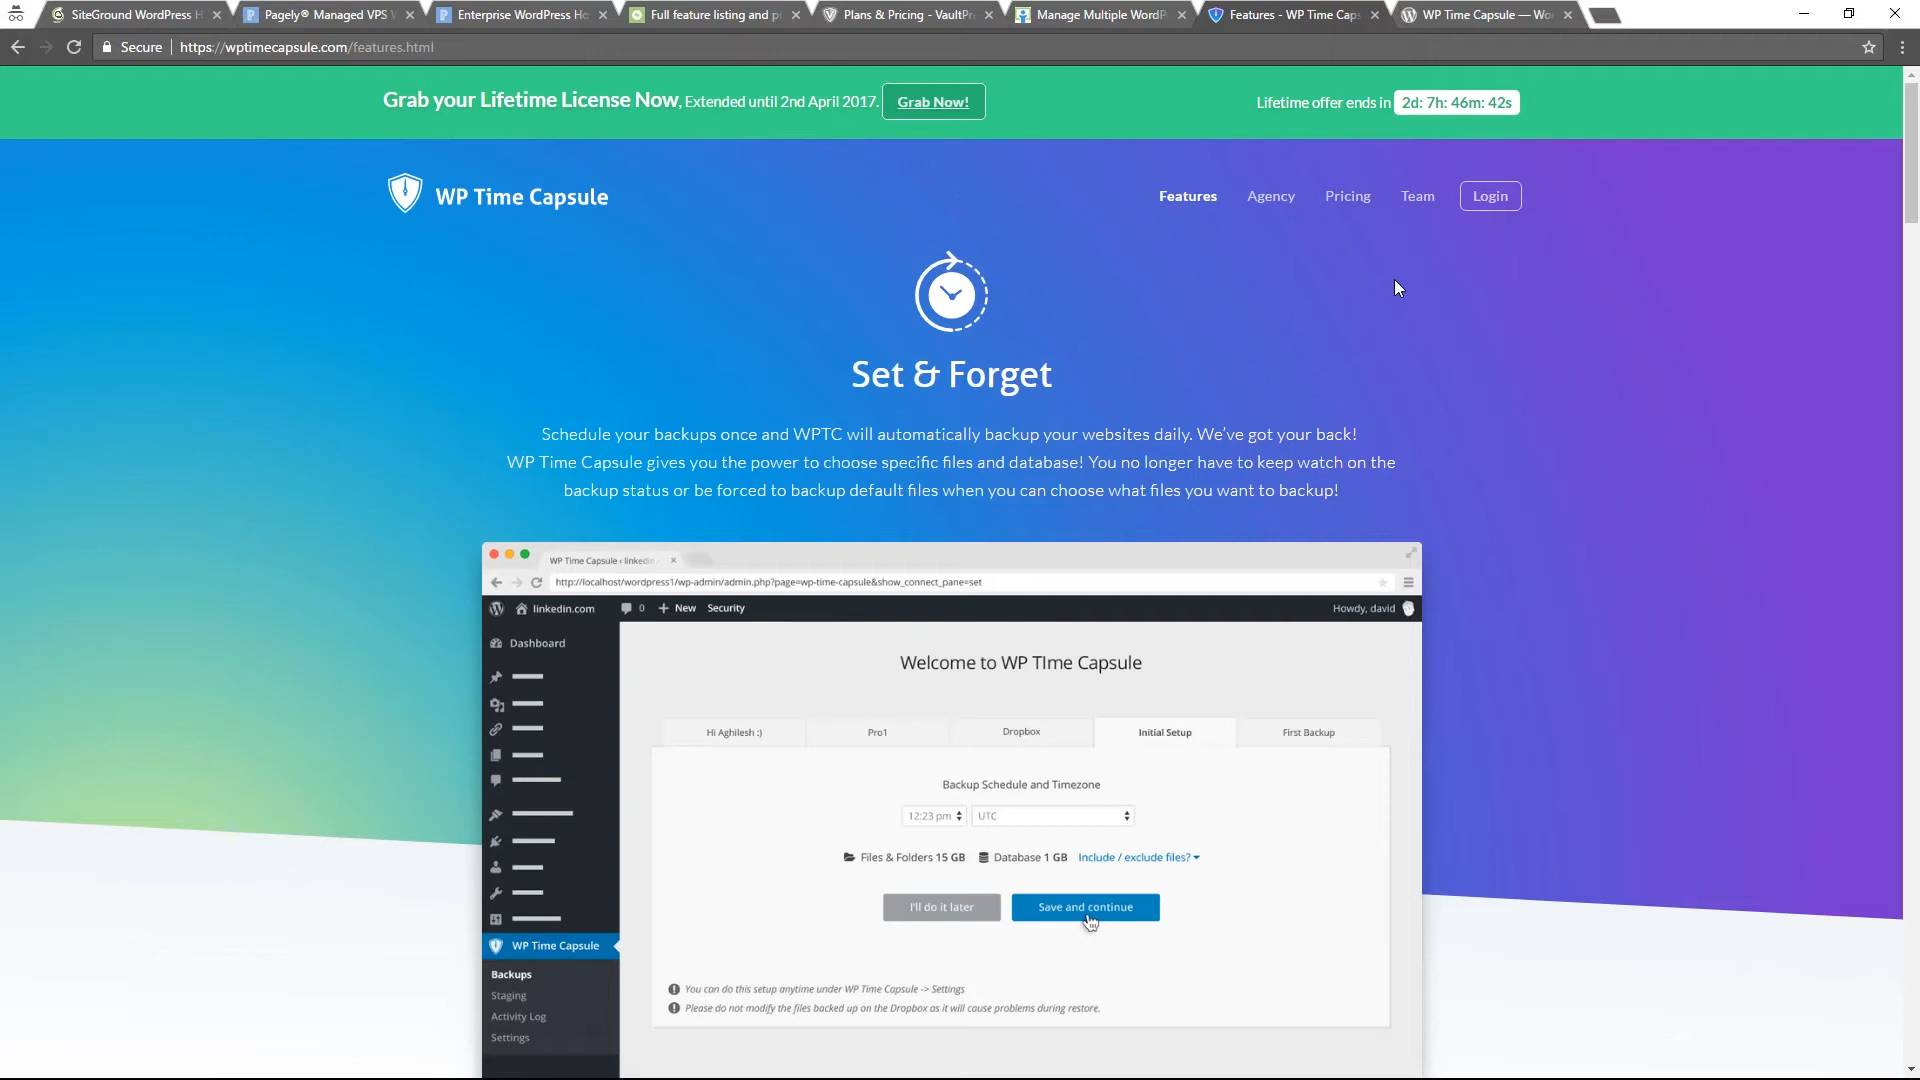 SiteGround WordPress H
Pagely® Managed VPS W
Enterprise WordPress Ho
Full feature listing and p
Plans & Pricing - VaultPr
Manage Multiple WordP
Features - WP Time Caps
WP Time Capsule — Wo
Secure
https://wptimecapsule.com/features.html
Grab your Lifetime License Now, Extended until 2nd April 2017. Grab Now!
Lifetime offer ends in 2d: 7h: 46m: 42s
WP Time Capsule
Features
Agency
Pricing
Team
Login
Set & Forget
Schedule your backups once and WPTC will automatically backup your websites daily. We've got your back!
WP Time Capsule gives you the power to choose specific files and database! You no longer have to keep watch on the
backup status or be forced to backup default files when you can choose what files you want to backup!
WP Time Capsule ‹ linkedin.
http://localhost/wordpress1/wp-admin/admin.php?page=wp-time-capsule&show_connect_pane=set
linkedin.com
0
New
Security
Howdy, david
Dashboard
WP Time Capsule
Backups
Staging
Activity Log
Settings
Welcome to WP TIme Capsule
Hi Aghilesh :)
Pro1
Dropbox
Initial Setup
First Backup
Backup Schedule and Timezone
12:23 pm
UTC
Files & Folders 15 GB
Database 1 GB
Include / exclude files?
I'll do it later
Save and continue
You can do this setup anytime under WP Time Capsule -> Settings
Please do not modify the files backed up on the Dropbox as it will cause problems during restore.